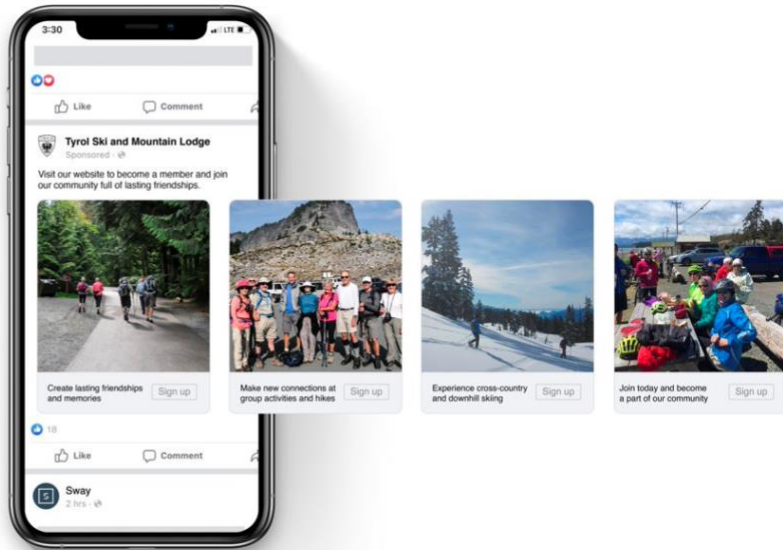 3:30
LTE
Like
Comment
Tyrol Ski and Mountain Lodge
Sponsored ·
Visit our website to become a member and join
our community full of lasting friendships.
Create lasting friendships
and memories
Sign up
Make new connections at
group activities and hikes
Sign up
Experience cross-country
and downhill skiing
Sign up
Join today and become
a part of our community
Sign up
18
Like
Comment
S
Sway
2 hrs ·